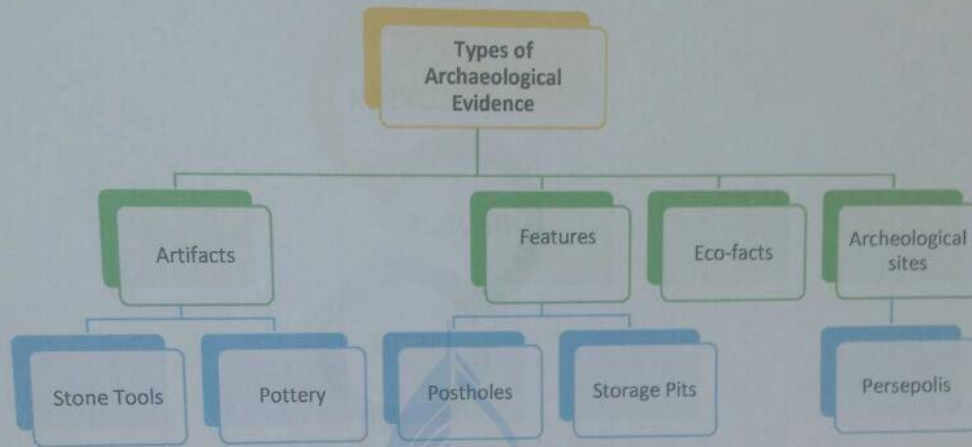 Types of
Archaeological
Evidence
Artifacts
Features
Eco-facts
Archeological
sites
Stone Tools
Pottery
Postholes
Storage Pits
Persepolis